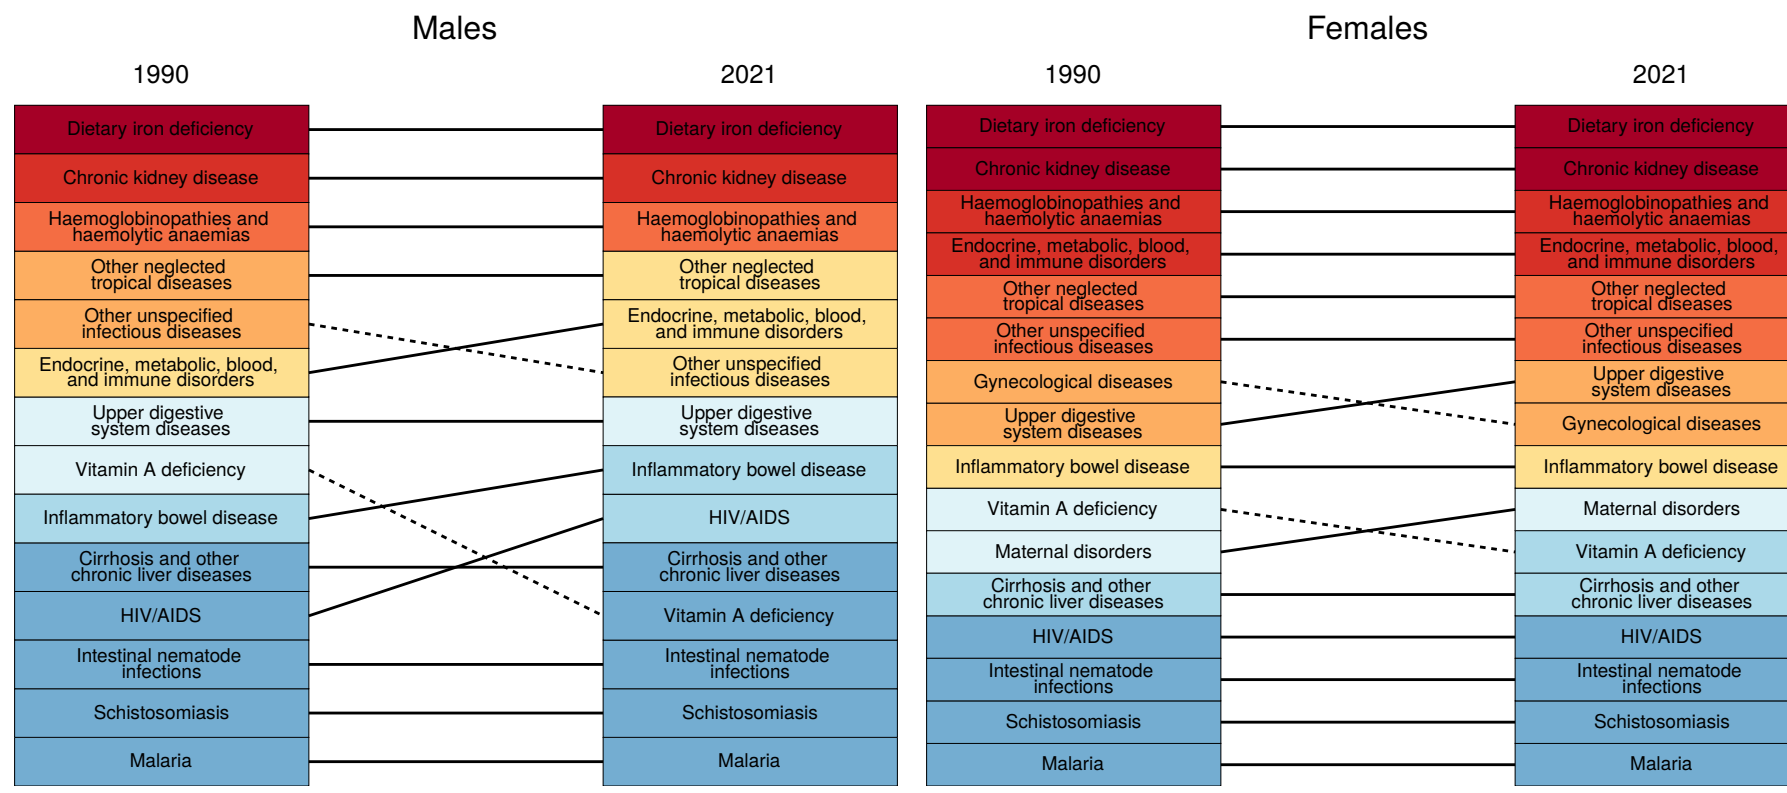 Males
1990
2021
Dietary iron deficiency
Chronic kidney disease
Haemoglobinopathies and
haemolytic anaemias
Other neglected
tropical diseases
Other unspecified
infectious diseases
Endocrine, metabolic, blood,
and immune disorders
Upper digestive
system diseases
Vitamin A deficiency
Inflammatory bowel disease
Cirrhosis and other
chronic liver diseases
HIV/AIDS
Intestinal nematode
infections
Schistosomiasis
Malaria
Dietary iron deficiency
Chronic kidney disease
Haemoglobinopathies and
haemolytic anaemias
Other neglected
tropical diseases
Endocrine, metabolic, blood,
and immune disorders
Other unspecified
infectious diseases
Upper digestive
system diseases
Inflammatory bowel disease
HIV/AIDS
Cirrhosis and other
chronic liver diseases
Vitamin A deficiency
Intestinal nematode
infections
Schistosomiasis
Malaria
Females
1990
2021
Dietary iron deficiency
Chronic kidney disease
Haemoglobinopathies and
haemolytic anaemias
Endocrine, metabolic, blood,
and immune disorders
Other neglected
tropical diseases
Other unspecified
infectious diseases
Gynecological diseases
Upper digestive
system diseases
Inflammatory bowel disease
Vitamin A deficiency
Maternal disorders
Cirrhosis and other
chronic liver diseases
HIV/AIDS
Intestinal nematode
infections
Schistosomiasis
Malaria
Dietary iron deficiency
Chronic kidney disease
Haemoglobinopathies and
haemolytic anaemias
Endocrine, metabolic, blood,
and immune disorders
Other neglected
tropical diseases
Other unspecified
infectious diseases
Upper digestive
system diseases
Gynecological diseases
Inflammatory bowel disease
Maternal disorders
Vitamin A deficiency
Cirrhosis and other
chronic liver diseases
HIV/AIDS
Intestinal nematode
infections
Schistosomiasis
Malaria